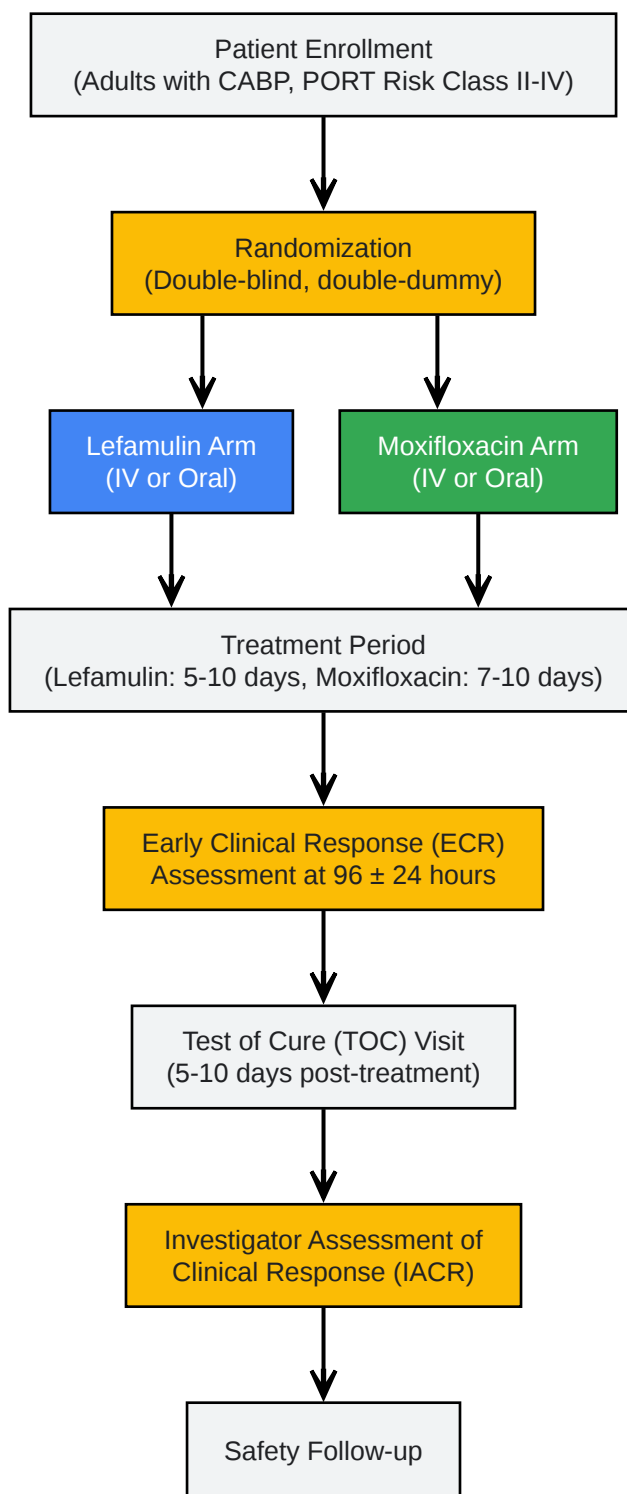 Patient Enrollment
(Adults with CABP, PORT Risk Class II-IV)
Randomization
(Double-blind, double-dummy)
Lefamulin Arm
(IV or Oral)
Moxifloxacin Arm
(IV or Oral)
Treatment Period
(Lefamulin: 5-10 days, Moxifloxacin: 7-10 days)
Early Clinical Response (ECR)
Assessment at 96 ± 24 hours
Test of Cure (TOC) Visit
(5-10 days post-treatment)
Investigator Assessment of
Clinical Response (IACR)
Safety Follow-up